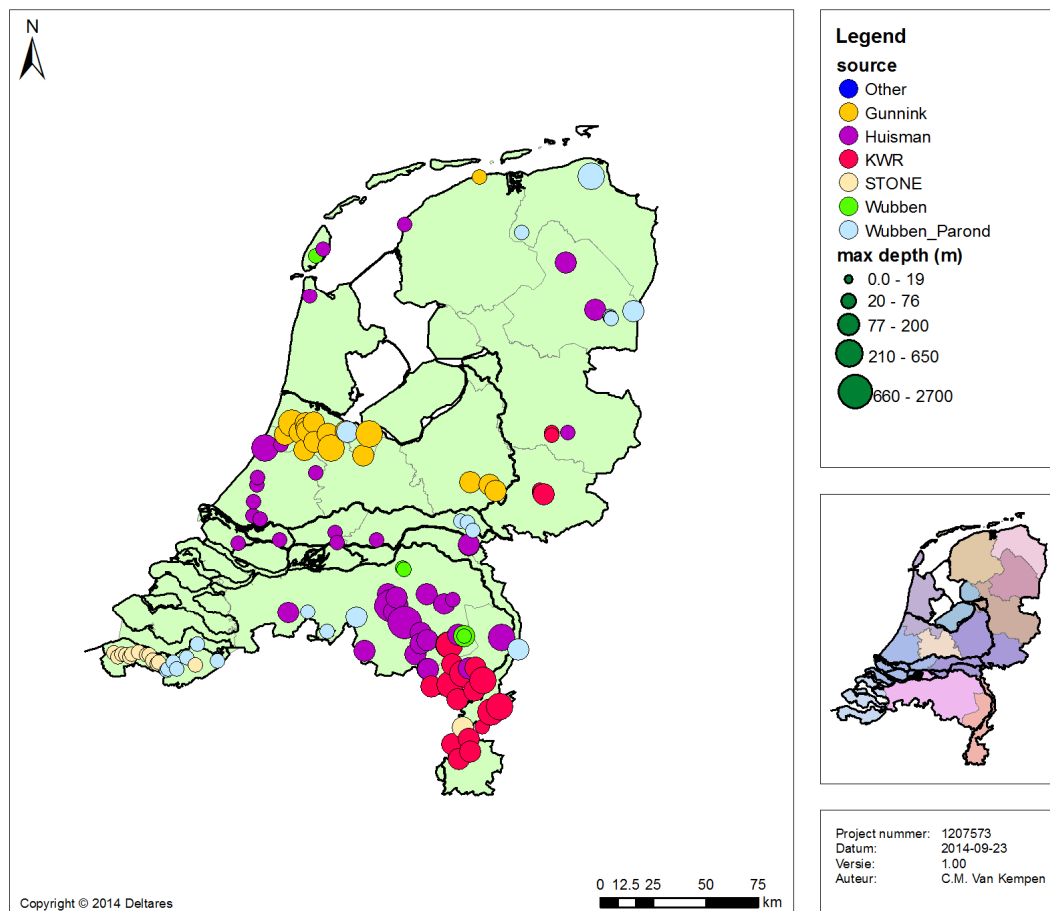 N
Legend
source
Other
Gunnink
Huisman
KWR
STONE
Wubben
Wubben_Parond
max depth (m)
0.0 - 19
20 - 76
77 - 200
210 - 650
660 - 2700
Project nummer: 1207573
Datum: 2014-09-23
Versie: 1.00
Auteur: C.M. Van Kempen
0 12.5 25 50 75
km
Copyright © 2014 Deltares